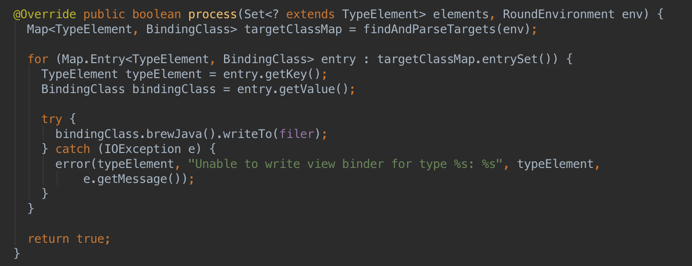 @Override public boolean process(Set<? extends TypeElement> elements, RoundEnvironment env) {
  Map<TypeElement, BindingClass> targetClassMap = findAndParseTargets(env);

  for (Map.Entry<TypeElement, BindingClass> entry : targetClassMap.entrySet()) {
    TypeElement typeElement = entry.getKey();
    BindingClass bindingClass = entry.getValue();

    try {
      bindingClass.brewJava().writeTo(filer);
    } catch (IOException e) {
      error(typeElement, "Unable to write view binder for type %s: %s", typeElement,
          e.getMessage());
    }
  }

  return true;
}